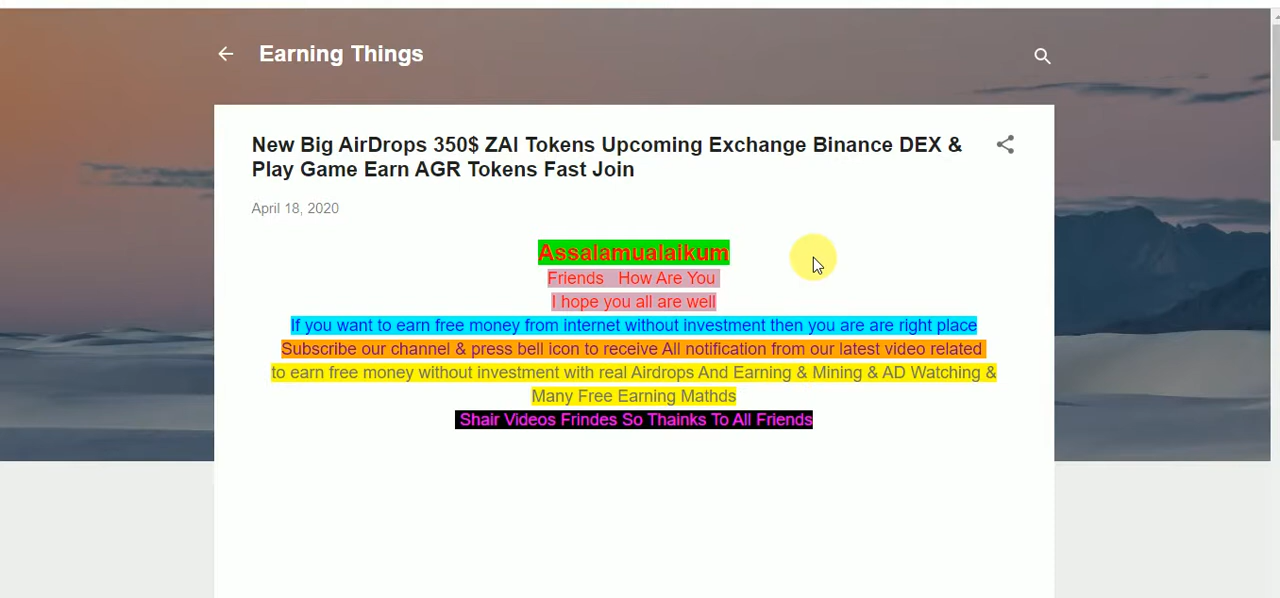 Earning Things
New Big AirDrops 350$ ZAI Tokens Upcoming Exchange Binance DEX &
Play Game Earn AGR Tokens Fast Join
April 18, 2020
Assalamualaikum
Friends How Are You
I hope you all are well
If you want to earn free money from internet without investment then you are are right place
Subscribe our channel & press bell icon to receive All notification from our latest video related
to earn free money without investment with real Airdrops And Earning & Mining & AD Watching &
Many Free Earning Mathds
Shair Videos Frindes So Thainks To All Friends